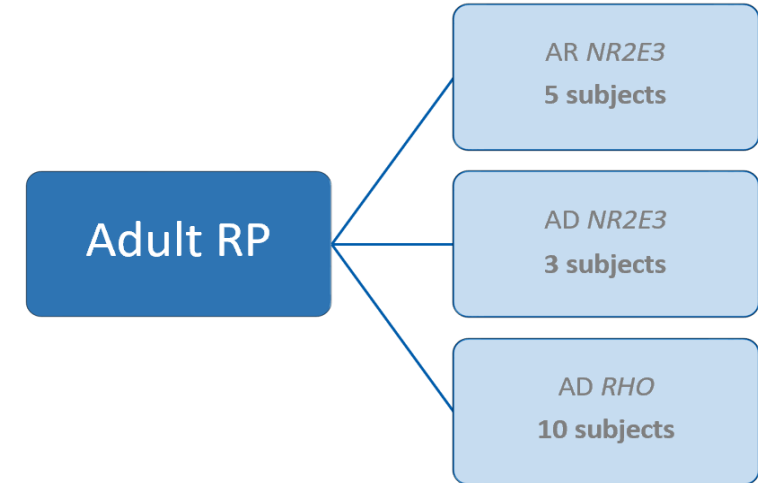 Adult RP
AR NR2E3
5 subjects
AD NR2E3
3 subjects
AD RHO
10 subjects